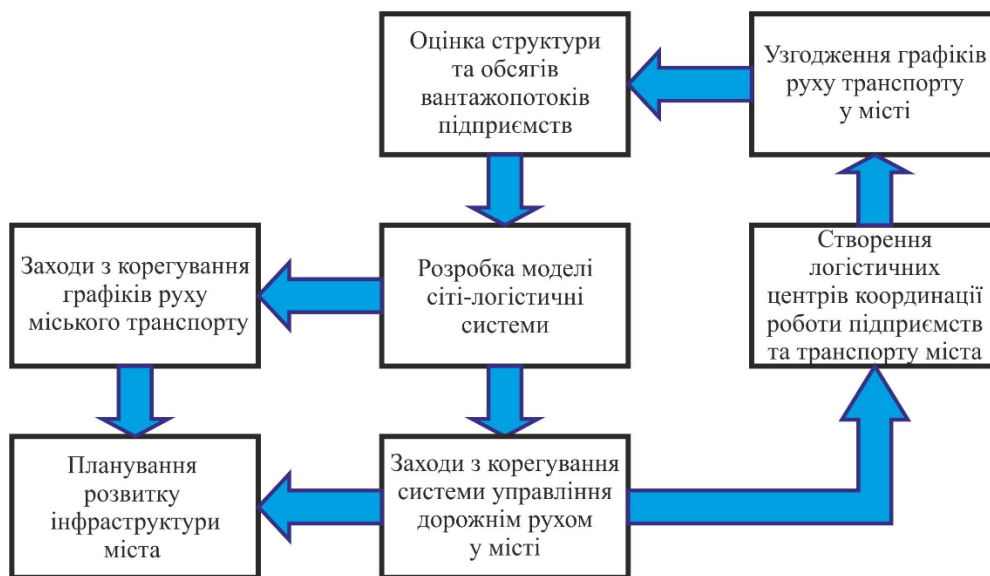 Оцінка структури
та обсягів
вантажопотоків
підприємств
Узгодження графіків
руху транспорту
у місті
Заходи з корегування
графіків руху
міського транспорту
Розробка моделі
сіті-логістичні
системи
Створення
логістичних
центрів координації
роботи підприємств
та транспорту міста
Планування
розвитку
інфраструктури
міста
Заходи з корегування
системи управління
дорожнім рухом
у місті